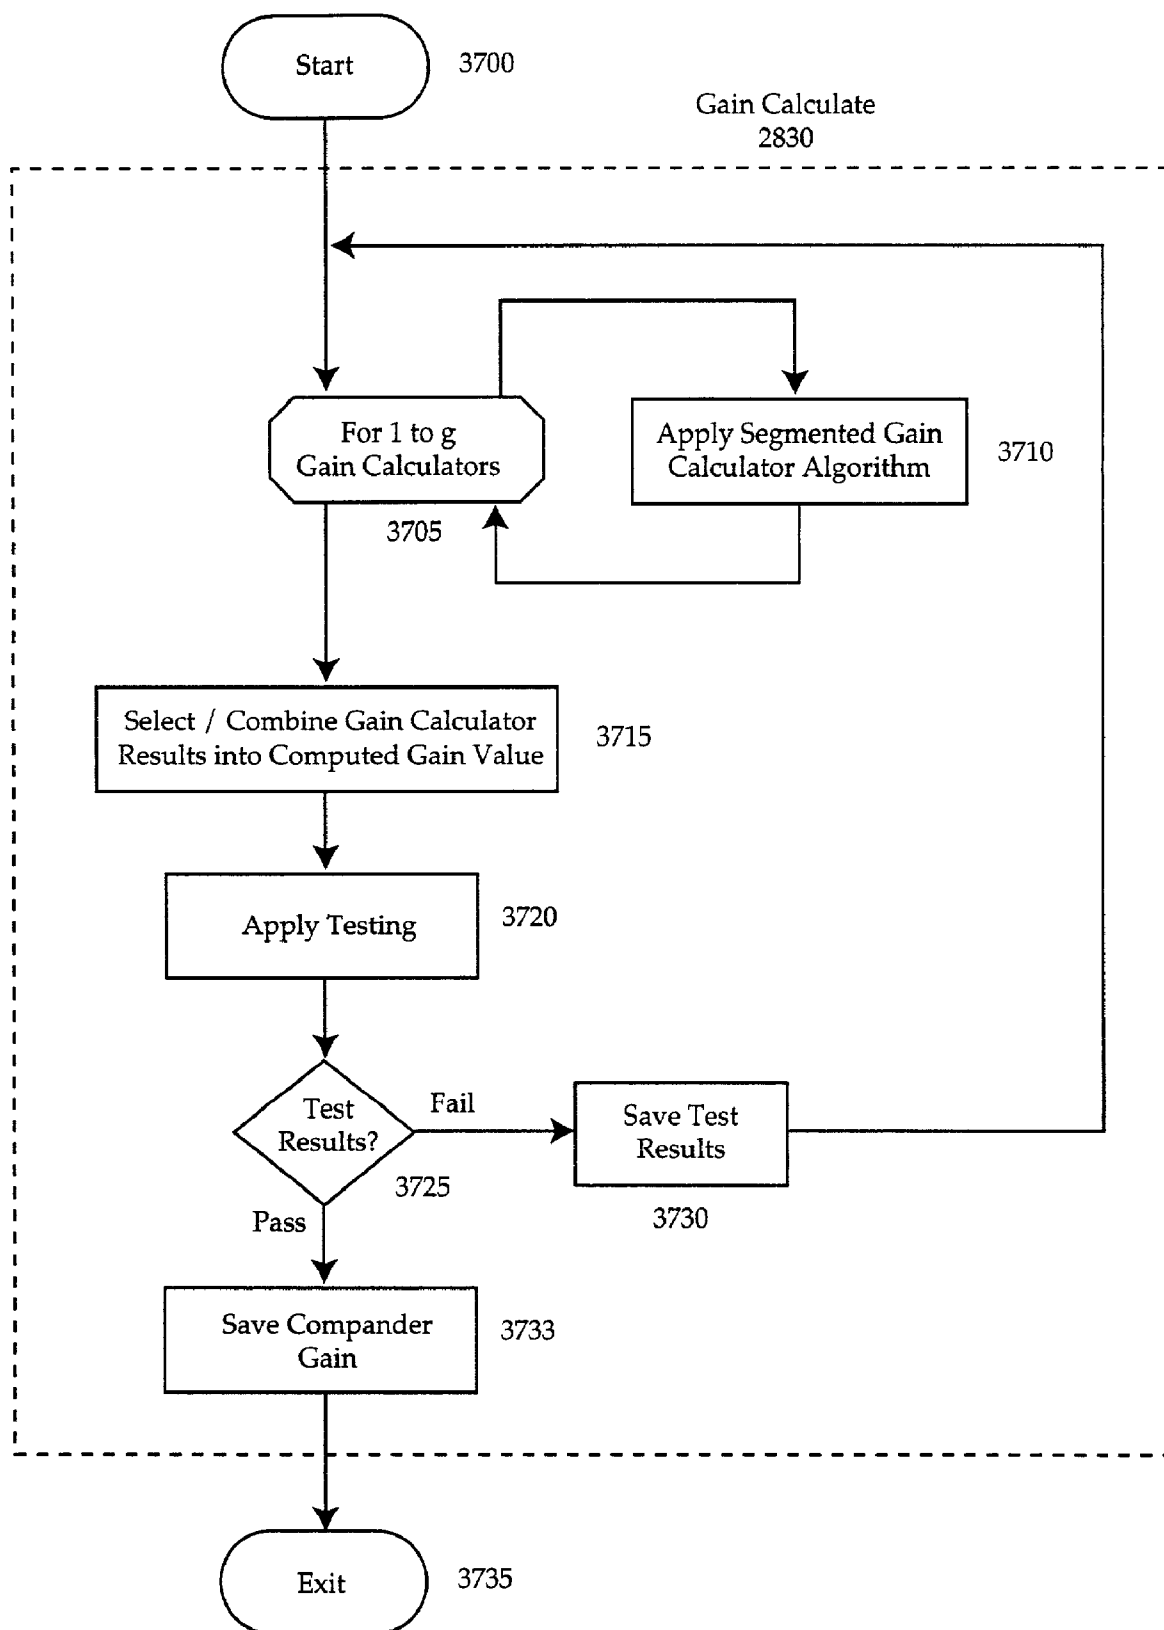 Start
3700
Gain Calculate
2830
For 1 to g
Gain Calculators
3705
Apply Segmented Gain
Calculator Algorithm
3710
Select / Combine Gain Calculator
Results into Computed Gain Value
3715
Apply Testing
3720
Test
Results?
3725
Fail
Save Test
Results
3730
Pass
Save Compander
Gain
3733
Exit
3735